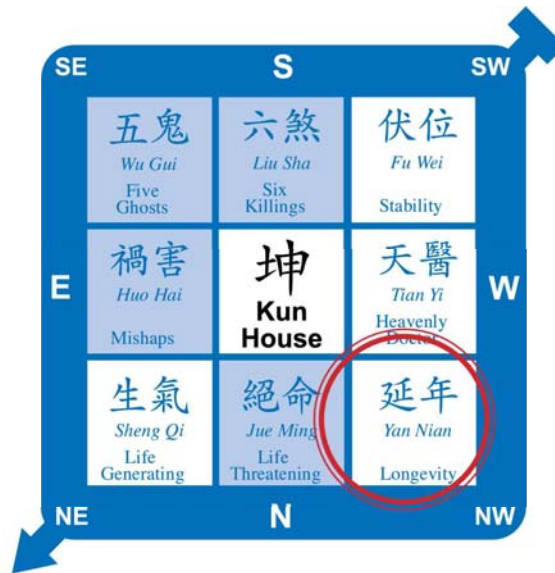 SE S SW
五鬼 六煞 伏位
Wu Gui Liu Sha Fu Wei
Five Six
Ghosts Killings Stability
E W
禍害 坤 天醫
Huo Hai Kun Tian Yi
Mishaps House Heavenly
Doctor
生氣 絕命 延年
Sheng Qi Jue Ming Yan Nian
Life Life
Generating Threatening Longevity
NE N NW